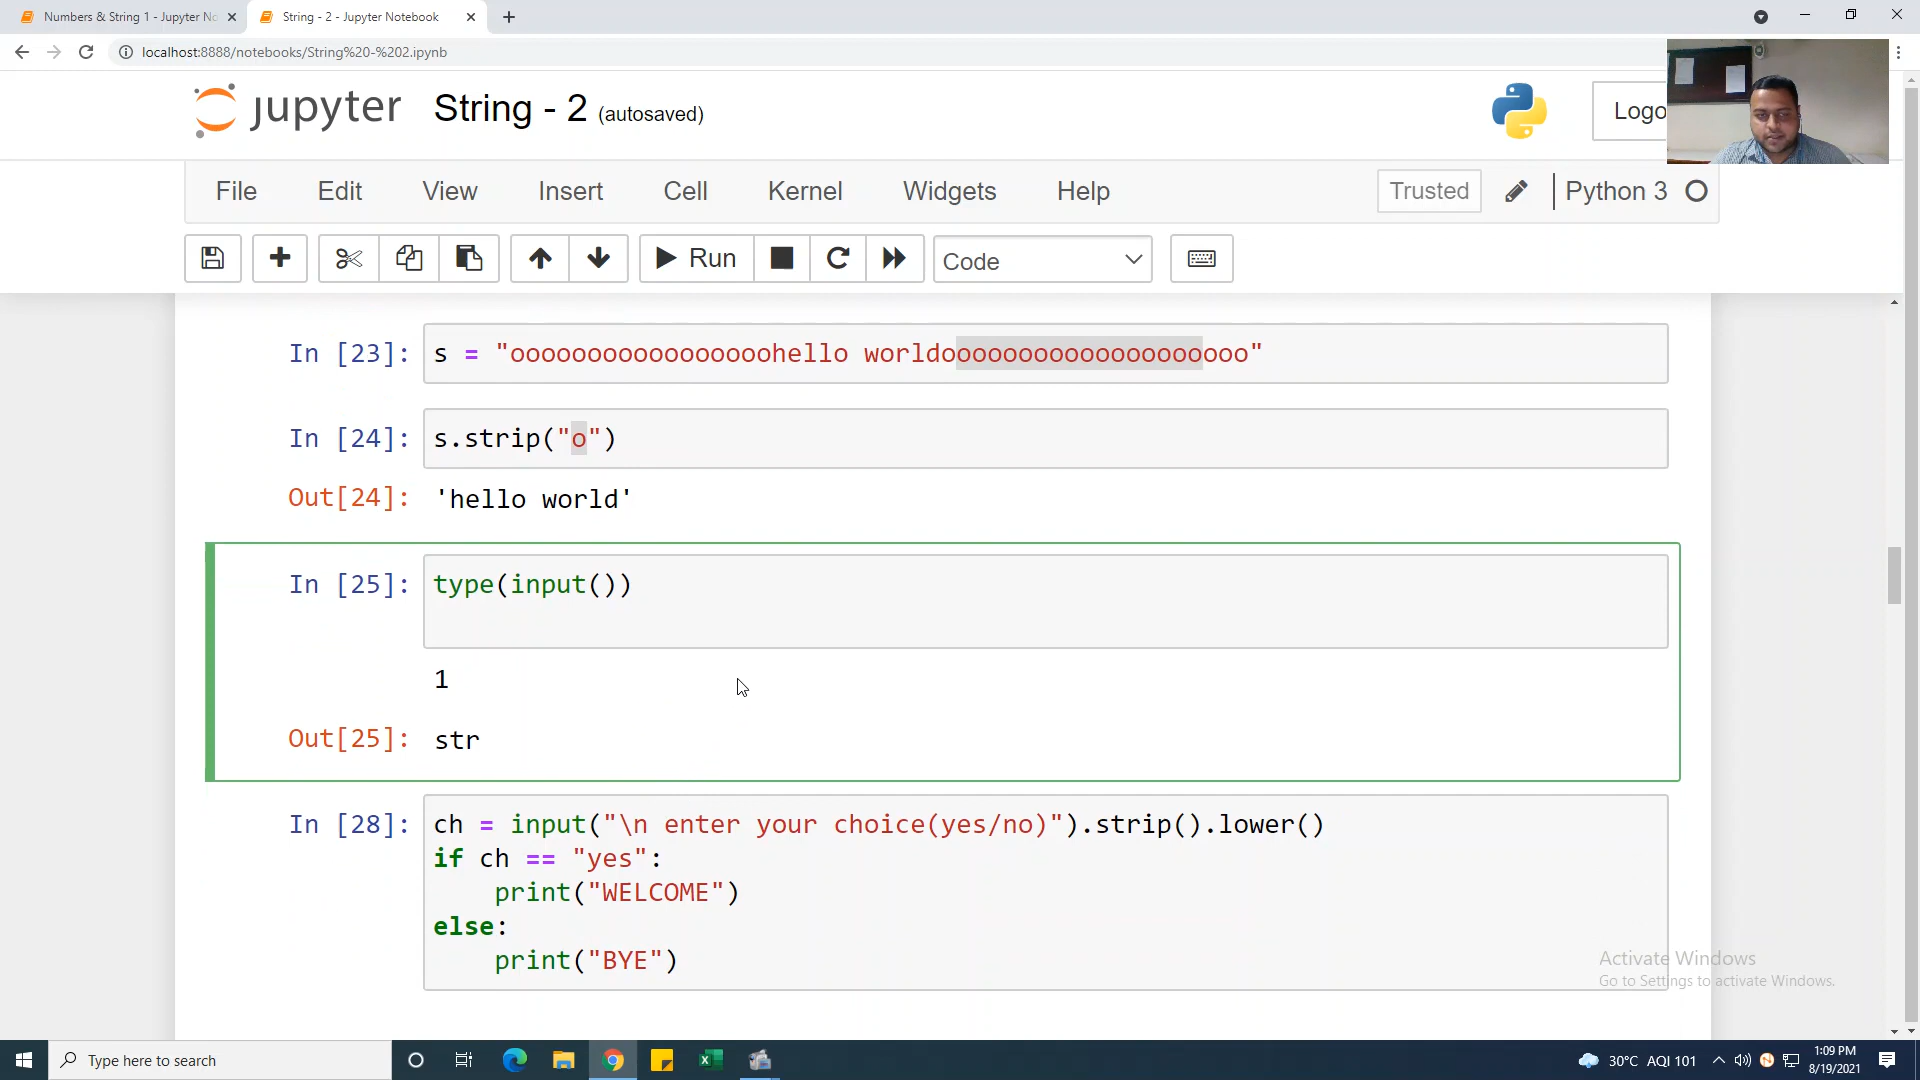 Numbers & String 1 - Jupyter No
String - 2 - Jupyter Notebook
localhost:8888/notebooks/String%20-%202.ipynb
jupyter String - 2 (autosaved)
Logo
File Edit View Insert Cell Kernel Widgets Help
Trusted Python 3
Run Code
In [23]: s = "ooooooooooooooooohello worldoooooooooooooooooooo"
In [24]: s.strip("o")
Out[24]: 'hello world'
In [25]: type(input())
1
Out[25]: str
In [28]: ch = input("\n enter your choice(yes/no)").strip().lower()
if ch == "yes":
print("WELCOME")
else:
print("BYE")
Activate Windows
Go to Settings to activate Windows.
Type here to search
30°C AQI 101
1:09 PM
8/19/2021